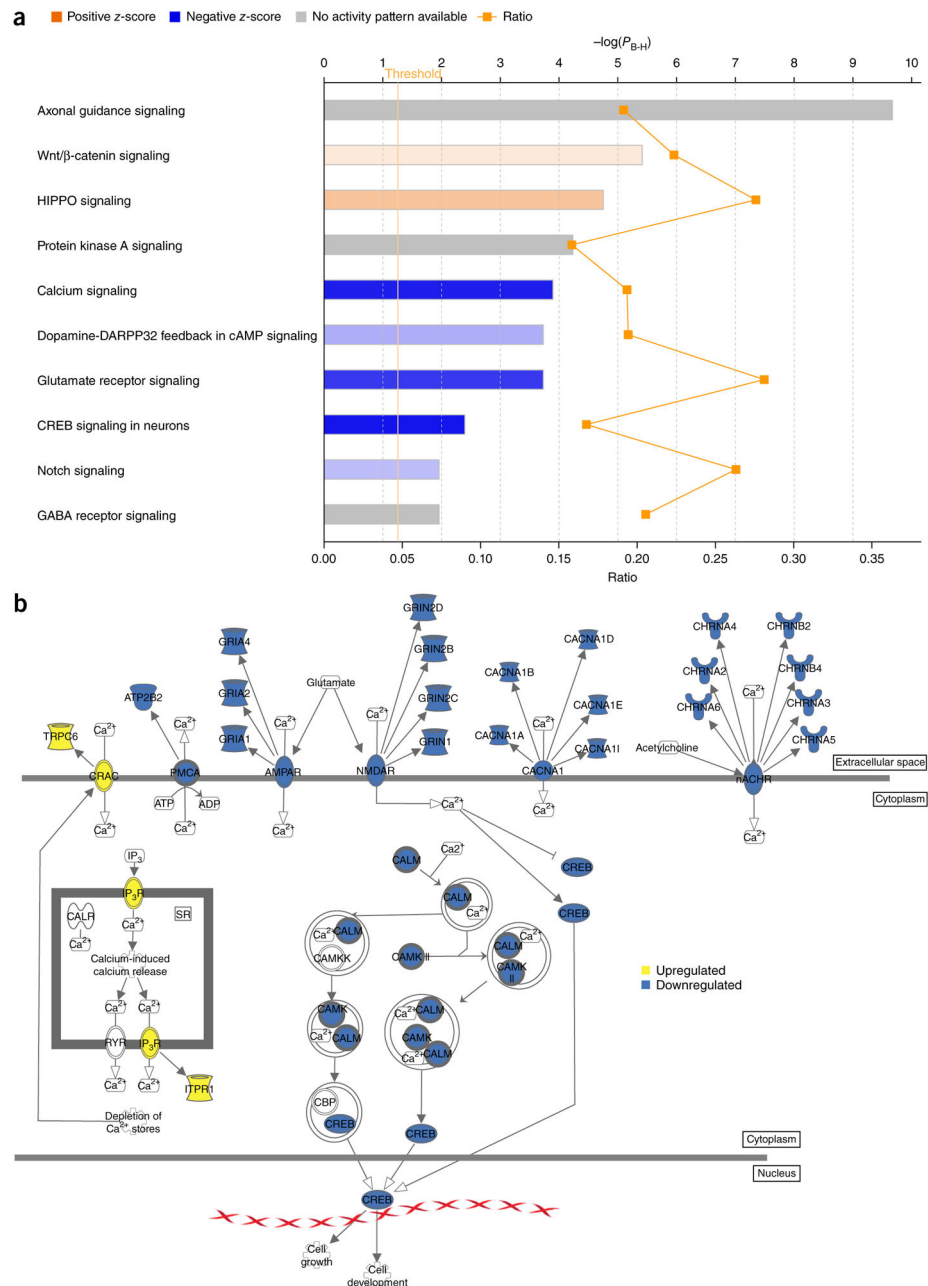 a
Positive z-score
Negative z-score
No activity pattern available
Ratio
–log(P_B-H)
0 1 2 3 4 5 6 7 8 9 10
Threshold
Axonal guidance signaling
Wnt/β-catenin signaling
HIPPO signaling
Protein kinase A signaling
Calcium signaling
Dopamine-DARPP32 feedback in cAMP signaling
Glutamate receptor signaling
CREB signaling in neurons
Notch signaling
GABA receptor signaling
0.00 0.05 0.10 0.15 0.20 0.25 0.30 0.35
Ratio
b
GRIN2D
GRIA4
GRIN2B
CACNA1D
CHRNA4
CHRNB2
CACNA1B
Glutamate
CHRNA2
CHRNB4
ATP2B2
GRIA2
GRIN2C
CACNA1E
CHRNA6
Ca²⁺
CHRNA3
TRPC6
Ca²⁺
Ca²⁺
GRIA1
Ca²⁺
Ca²⁺
GRIN1
CACNA1A
Ca²⁺
CACNA1I
Acetylcholine
CHRNA5
CRAC
PMCA
AMPAR
NMDAR
CACNA1
nACHR
Extracellular space
Cytoplasm
ATP
ADP
Ca²⁺
Ca²⁺
Ca²⁺
Ca²⁺
Ca²⁺
Ca²⁺
IP₃
CALM
Ca2⁺
CREB
IP₃R
CALR
SR
Ca²⁺
Ca²⁺
CALM
Ca²⁺
CREB
Calcium-induced
calcium release
Ca²⁺
CALM
CAMKK
CAMK II
Ca²⁺
CALM
CAMK
II
Upregulated
Downregulated
Ca²⁺
Ca²⁺
RYR
IP₃R
CAMK
Ca²⁺
CALM
Ca²⁺
CALM
CAMK
Ca²⁺
CALM
Ca²⁺
Ca²⁺
ITPR1
Depletion of
Ca²⁺ stores
CBP
CREB
CREB
Cytoplasm
Nucleus
CREB
Cell
growth
Cell
development